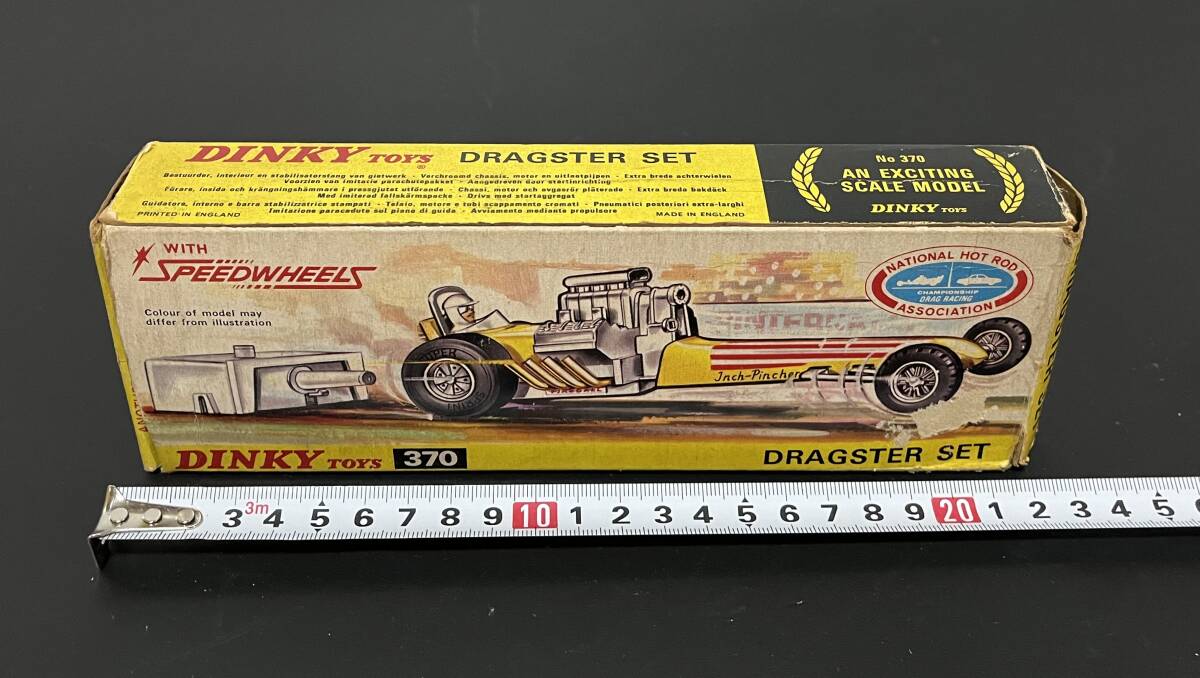 DINKY TOYS® DRAGSTER SET
Bestuurder, interieur en stabilisatorstang van gietwerk - Verchroomd chassis, motor en uitlaatpijpen - Extra brede achterwielen
Voorzien van imitatie parachutepakket - Aangedreven door startinrichting
Förare, insida och krängningshämmare i pressgjutet utförande - Chassi, motor och avgasrör pläterade - Extra breda bakdäck
Med imiterad fallskärmspacke - Drivs med startaggregat
Guidatore, interno e barra stabilizzatrice stampati - Telaio, motore e tubi scappamento cromati - Pneumatici posteriori extra-larghi
Imitazione paracadute sul piano di guida - Avviamento mediante propulsore
PRINTED IN ENGLAND
MADE IN ENGLAND
No 370
AN EXCITING
SCALE MODEL
DINKY TOYS
WITH
SPEEDWHEELS
Colour of model may
differ from illustration
NATIONAL HOT ROD
CHAMPIONSHIP
DRAG RACING
ASSOCIATION
SUPER
Inch-Pincher
FIREBALL
DINKY TOYS 370
DRAGSTER SET
3m
3 4 5 6 7 8 9 10 1 2 3 4 5 6 7 8 9 20 1 2 3 4 5